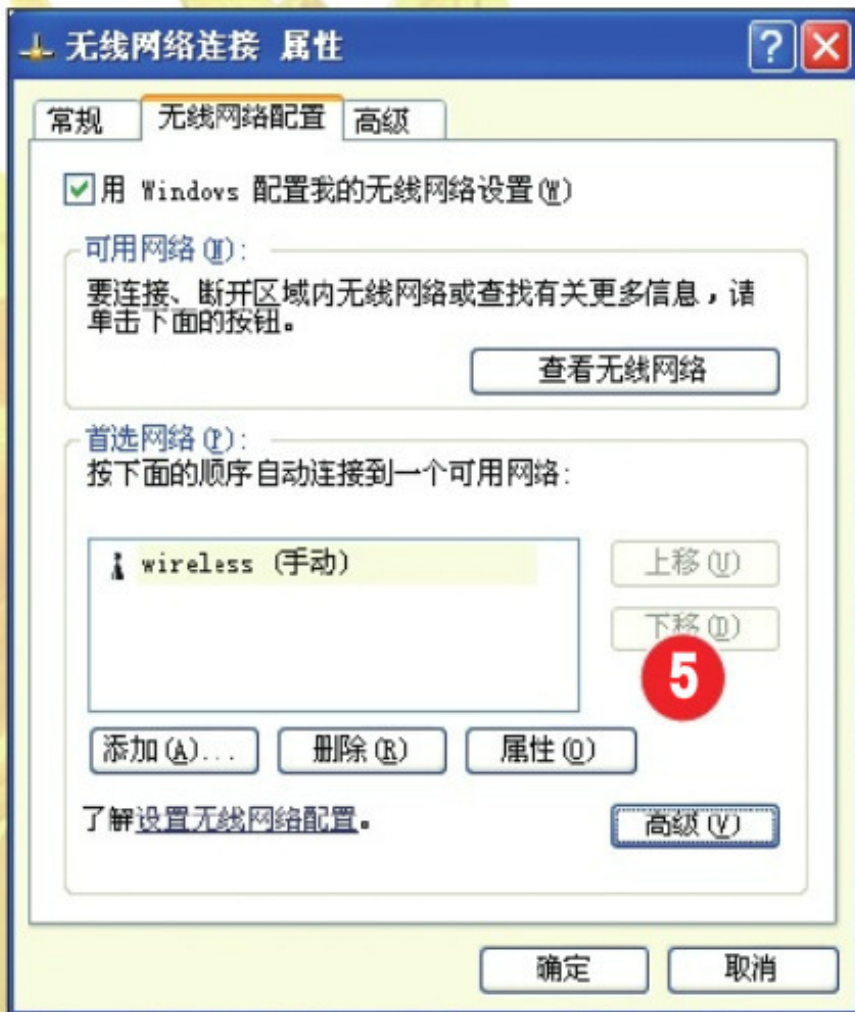 无线网络连接 属性
常规 无线网络配置 高级
用 Windows 配置我的无线网络设置(W)
可用网络(N):
要连接、断开区域内无线网络或查找有关更多信息，请
单击下面的按钮。
查看无线网络
首选网络(P):
按下面的顺序自动连接到一个可用网络:
wireless (手动)
上移(U)
下移(D)
5
添加(A)... 删除(R) 属性(O)
了解设置无线网络配置。
高级(V)
确定 取消